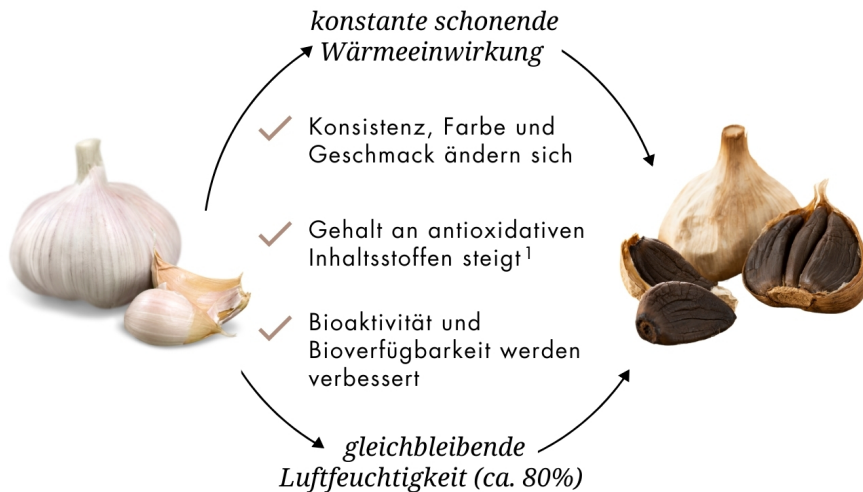 konstante schonende
Wärmeeinwirkung
Konsistenz, Farbe und
Geschmack ändern sich
Gehalt an antioxidativen
Inhaltsstoffen steigt¹
Bioaktivität und
Bioverfügbarkeit werden
verbessert
gleichbleibende
Luftfeuchtigkeit (ca. 80%)